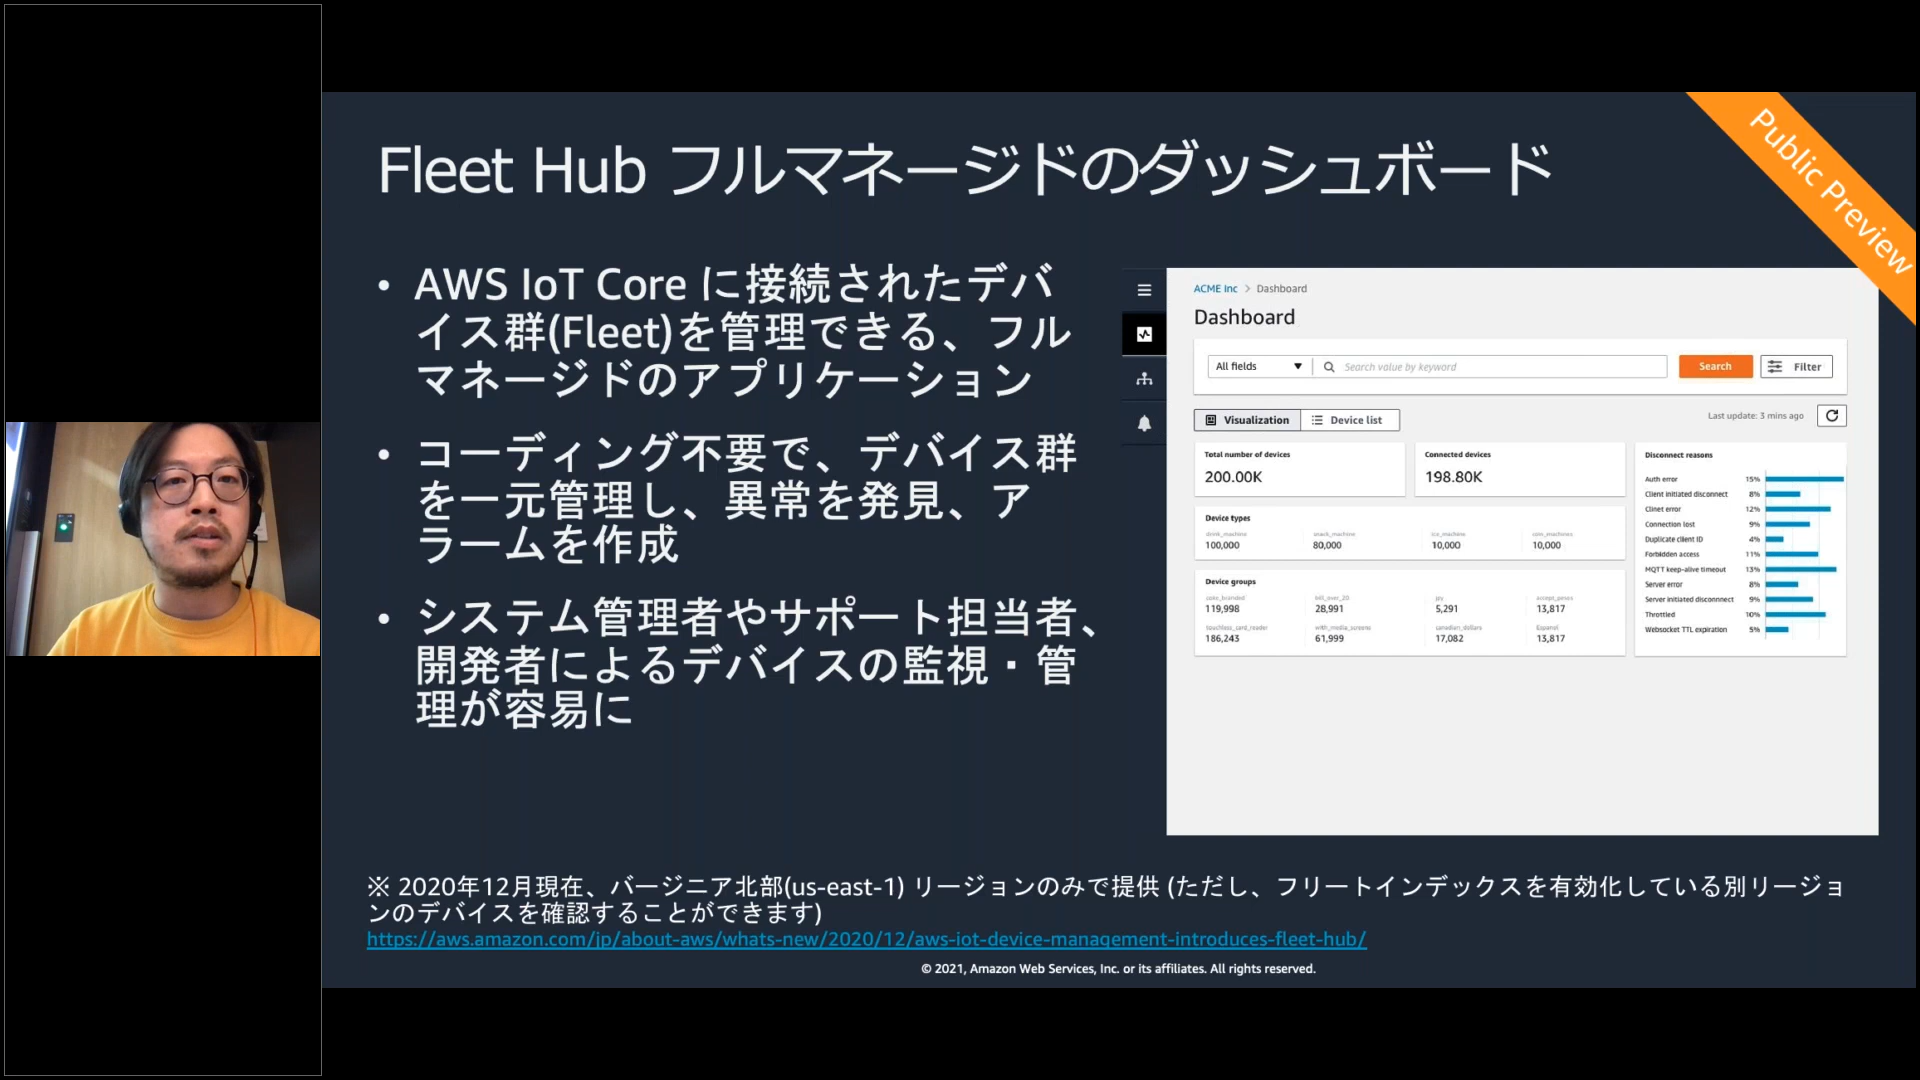 Public Preview
Fleet Hub フルマネージドのダッシュボード
• AWS IoT Core に接続されたデバ
イス群(Fleet)を管理できる、フル
マネージドのアプリケーション
• コーディング不要で、デバイス群
を一元管理し、異常を発見、ア
ラームを作成
• システム管理者やサポート担当者、
開発者によるデバイスの監視・管
理が容易に
ACME Inc > Dashboard
Dashboard
All fields Search value by keyword Search Filter
Visualization Device list Last update: 3 mins ago
Total number of devices
200.00K
Connected devices
198.80K
Device types
drink_machine snack_machine ice_machine
100,000 80,000 10,000 10,000
Device groups
coke_branded bill_over_20 accept_pesos
119,998 28,991 5,291 13,817
touchless_card_reader with_media_screens canadian_dollars Espanol
186,243 61,999 17,082 13,817
Disconnect reasons
Auth error 15%
Client initiated disconnect 8%
Clinet error 12%
Connection lost 9%
Duplicate client ID 4%
Forbidden access 11%
MQTT keep-alive timeout 13%
Server error 8%
Server initiated disconnnect 9%
Throttled 10%
Websocket TTL expiration 5%
※ 2020年12月現在、バージニア北部(us-east-1) リージョンのみで提供 (ただし、フリートインデックスを有効化している別リージョ
ンのデバイスを確認することができます)
https://aws.amazon.com/jp/about-aws/whats-new/2020/12/aws-iot-device-management-introduces-fleet-hub/
© 2021, Amazon Web Services, Inc. or its affiliates. All rights reserved.